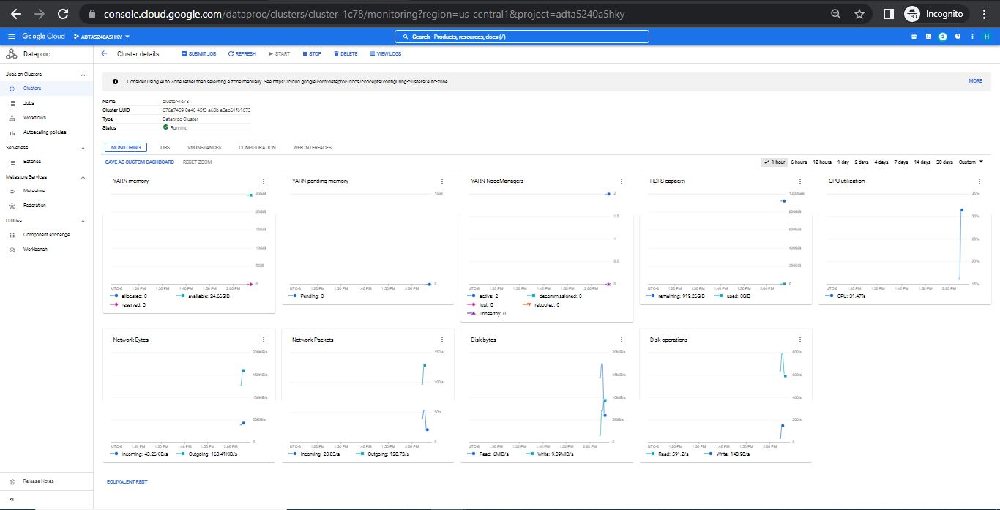 console.cloud.google.com/dataproc/clusters/cluster-1c78/monitoring?region=us-central1&project=adta5240a5hky
Incognito
Google Cloud
ADTA5240A5HKY
Search Products, resources, docs (/)
2
H
Dataproc
Cluster details
SUBMIT JOB
REFRESH
START
STOP
DELETE
VIEW LOGS
Jobs on Clusters
Clusters
Jobs
Workflows
Autoscaling policies
Serverless
Batches
Metastore Services
Metastore
Federation
Utilities
Component exchange
Workbench
Release Notes
Consider using Auto Zone rather than selecting a zone manually. See https://cloud.google.com/dataproc/docs/concepts/configuring-clusters/auto-zone
MORE
Name cluster-1c78
Cluster UUID 676e7439-8a46-45f3-a63b-a3ab61f61673
Type Dataproc Cluster
Status Running
MONITORING JOBS VM INSTANCES CONFIGURATION WEB INTERFACES
SAVE AS CUSTOM DASHBOARD RESET ZOOM
1 hour 6 hours 12 hours 1 day 2 days 4 days 7 days 14 days 30 days Custom
YARN memory
25GiB
20GiB
15GiB
10GiB
5GiB
0
UTC-6 1:20 PM 1:30 PM 1:40 PM 1:50 PM 2:00 PM
allocated: 0 available: 24.66GiB
reserved: 0
YARN pending memory
1GiB
0
UTC-6 1:20 PM 1:30 PM 1:40 PM 1:50 PM 2:00 PM
Pending: 0
YARN NodeManagers
2
1.5
1
0.5
0
UTC-6 1:20 PM 1:30 PM 1:40 PM 1:50 PM 2:00 PM
active: 2 decommissioned: 0
lost: 0 rebooted: 0
unhealthy: 0
HDFS capacity
1,000GiB
800GiB
600GiB
400GiB
200GiB
0
UTC-6 1:20 PM 1:30 PM 1:40 PM 1:50 PM 2:00 PM
remaining: 919.26GiB used: 0GiB
CPU utilization
35%
30%
25%
20%
15%
UTC-6 1:20 PM 1:30 PM 1:40 PM 1:50 PM 2:00 PM
CPU: 31.47%
Network Bytes
200KiB/s
150KiB/s
100KiB/s
50KiB/s
0
UTC-6 1:20 PM 1:30 PM 1:40 PM 1:50 PM 2:00 PM
Incoming: 43.26KiB/s Outgoing: 160.41KiB/s
Network Packets
150/s
100/s
50/s
0
UTC-6 1:20 PM 1:30 PM 1:40 PM 1:50 PM 2:00 PM
Incoming: 20.83/s Outgoing: 128.73/s
Disk bytes
20MiB/s
15MiB/s
10MiB/s
5MiB/s
0
UTC-6 1:20 PM 1:30 PM 1:40 PM 1:50 PM 2:00 PM
Read: 6MiB/s Write: 9.39MiB/s
Disk operations
800/s
600/s
400/s
200/s
0
UTC-6 1:20 PM 1:30 PM 1:40 PM 1:50 PM 2:00 PM
Read: 591.2/s Write: 148.98/s
EQUIVALENT REST